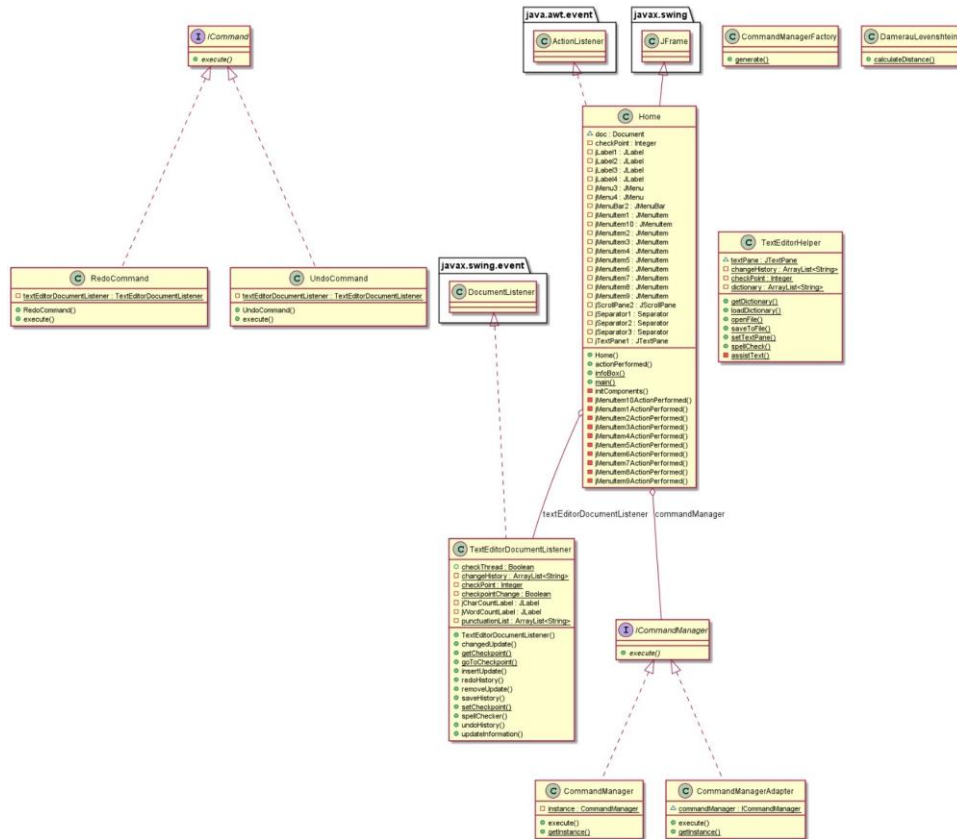 ICommand
execute()
java.awt.event
ActionListener
javax.swing
JFrame
CommandManagerFactory
generate()
DamerauLevenshtein
calculateDistance()
Home
doc : Document
checkPoint : Integer
jLabel1 : JLabel
jLabel2 : JLabel
jLabel3 : JLabel
jLabel4 : JLabel
jMenu3 : JMenu
jMenu4 : JMenu
jMenuBar2 : JMenuBar
jMenuItem1 : JMenuItem
jMenuItem10 : JMenuItem
jMenuItem2 : JMenuItem
jMenuItem3 : JMenuItem
jMenuItem4 : JMenuItem
jMenuItem5 : JMenuItem
jMenuItem6 : JMenuItem
jMenuItem7 : JMenuItem
jMenuItem8 : JMenuItem
jMenuItem9 : JMenuItem
jScrollPane2 : JScrollPane
jSeparator1 : Separator
jSeparator2 : Separator
jSeparator3 : Separator
jTextPane1 : JTextPane
Home()
actionPerformed()
infoBox()
main()
initComponents()
jMenuItem10ActionPerformed()
jMenuItem1ActionPerformed()
jMenuItem2ActionPerformed()
jMenuItem3ActionPerformed()
jMenuItem4ActionPerformed()
jMenuItem5ActionPerformed()
jMenuItem6ActionPerformed()
jMenuItem7ActionPerformed()
jMenuItem8ActionPerformed()
jMenuItem9ActionPerformed()
TextEditorHelper
textPane : JTextPane
changeHistory : ArrayList<String>
checkPoint : Integer
dictionary : ArrayList<String>
getDictionary()
loadDictionary()
openFile()
saveToFile()
setTextPane()
spellCheck()
assistText()
RedoCommand
textEditorDocumentListener : TextEditorDocumentListener
RedoCommand()
execute()
UndoCommand
textEditorDocumentListener : TextEditorDocumentListener
UndoCommand()
execute()
javax.swing.event
DocumentListener
textEditorDocumentListener
commandManager
TextEditorDocumentListener
checkThread : Boolean
changeHistory : ArrayList<String>
checkPoint : Integer
checkpointChange : Boolean
jCharCountLabel : JLabel
jWordCountLabel : JLabel
punctuationList : ArrayList<String>
TextEditorDocumentListener()
changedUpdate()
getCheckpoint()
goToCheckpoint()
insertUpdate()
redoHistory()
removeUpdate()
saveHistory()
setCheckpoint()
spellChecker()
undoHistory()
updateInformation()
ICommandManager
execute()
CommandManager
instance : CommandManager
execute()
getInstance()
CommandManagerAdapter
commandManager : ICommandManager
execute()
getInstance()